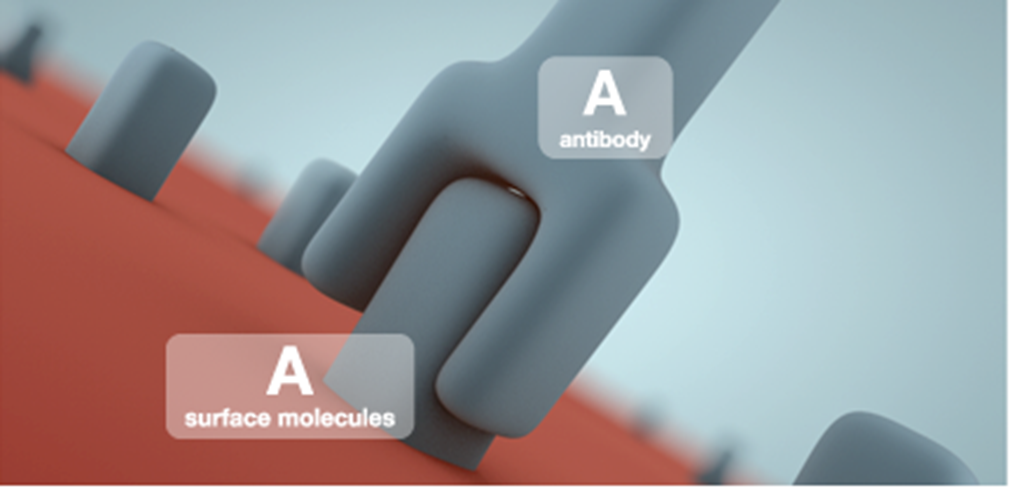 A
antibody
A
surface molecules